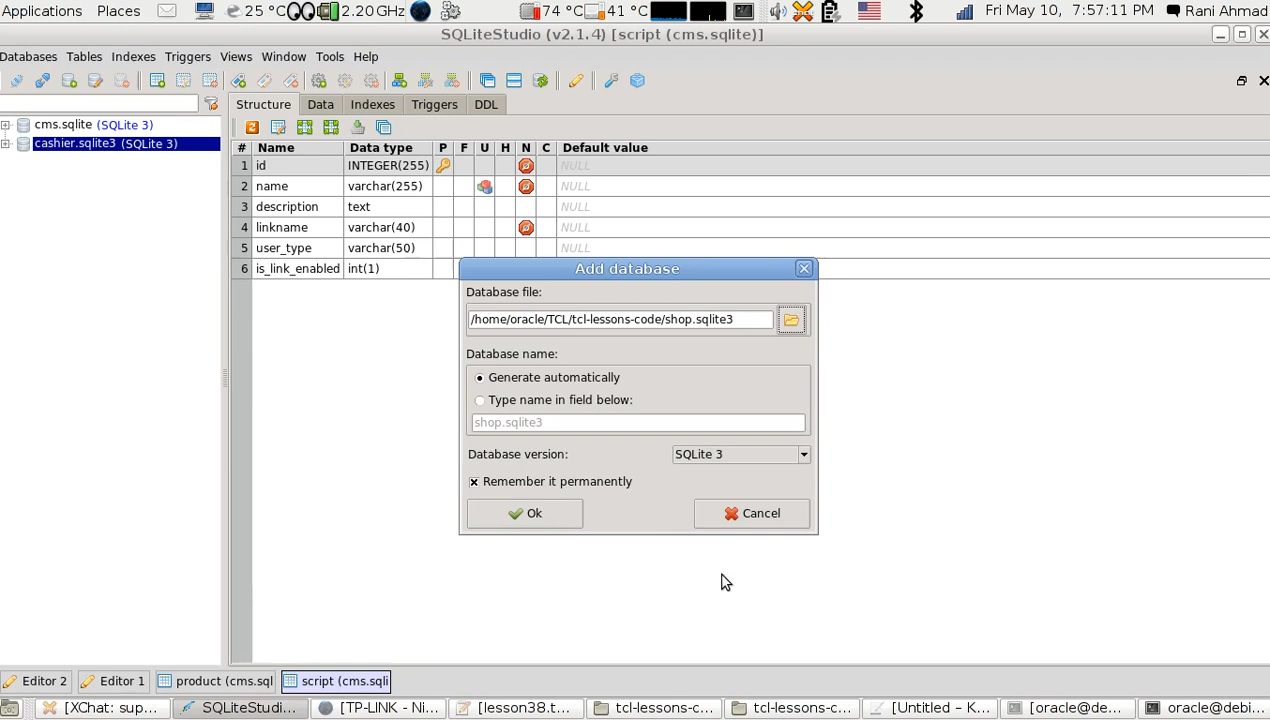 Applications Places 25 °C 2.20 GHz 74 °C 41 °C Fri May 10, 7:57:11 PM Rani Ahmad
SQLiteStudio (v2.1.4) [script (cms.sqlite)]
Databases Tables Indexes Triggers Views Window Tools Help
Structure Data Indexes Triggers DDL
cms.sqlite (SQLite 3)
cashier.sqlite3 (SQLite 3)
# Name Data type P F U H N C Default value
1 id INTEGER(255) NULL
2 name varchar(255) NULL
3 description text NULL
4 linkname varchar(40) NULL
5 user_type varchar(50) NULL
6 is_link_enabled int(1)
Add database
Database file:
/home/oracle/TCL/tcl-lessons-code/shop.sqlite3
Database name:
Generate automatically
Type name in field below:
shop.sqlite3
Database version: SQLite 3
Remember it permanently
Ok Cancel
Editor 2 Editor 1 product (cms.sql script (cms.sqli
[XChat: sup... SQLiteStudi... [TP-LINK – Ni... [lesson38.t... tcl-lessons-c... tcl-lessons-c... [Untitled – K... [oracle@de... oracle@debi...